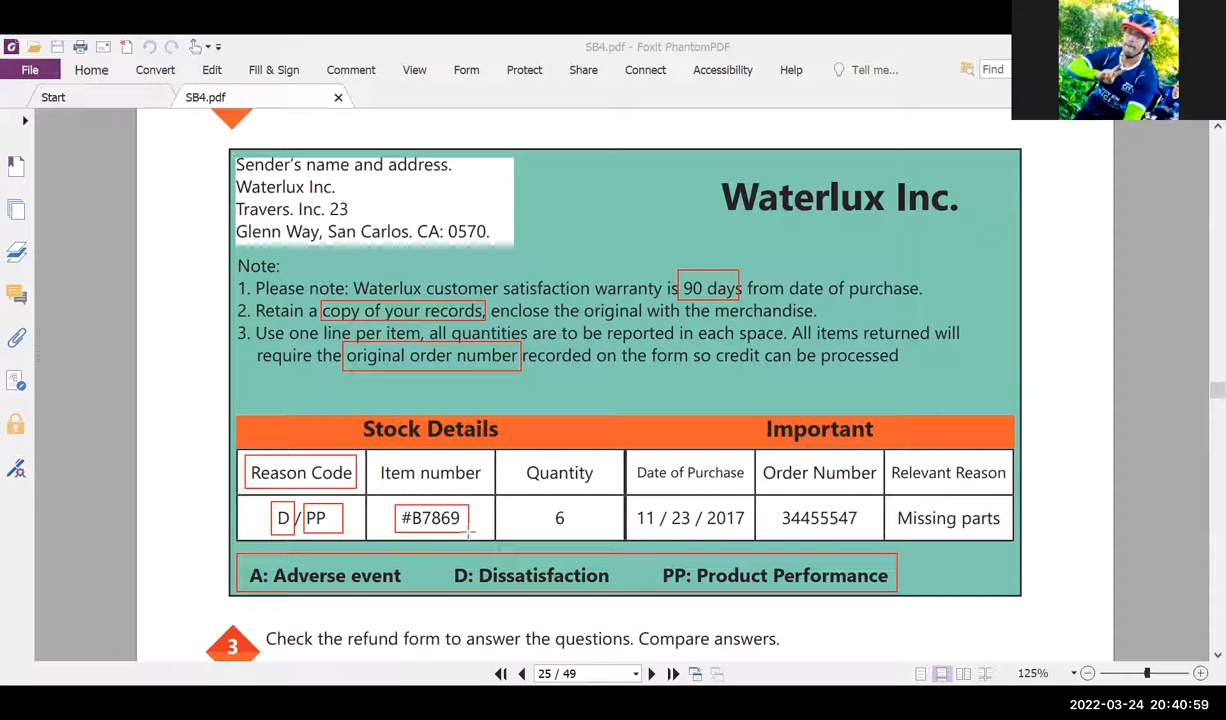 SB4.pdf - Foxit PhantomPDF
File Home Convert Edit Fill & Sign Comment View Form Protect Share Connect Accessibility Help Tell me... Find
Start SB4.pdf
Sender's name and address.
Waterlux Inc.
Travers. Inc. 23
Glenn Way, San Carlos. CA: 0570.
Waterlux Inc.
Note:
1. Please note: Waterlux customer satisfaction warranty is 90 days from date of purchase.
2. Retain a copy of your records, enclose the original with the merchandise.
3. Use one line per item, all quantities are to be reported in each space. All items returned will
require the original order number recorded on the form so credit can be processed
Stock Details Important
Reason Code Item number Quantity Date of Purchase Order Number Relevant Reason
D / PP #B7869 6 11 / 23 / 2017 34455547 Missing parts
A: Adverse event D: Dissatisfaction PP: Product Performance
3 Check the refund form to answer the questions. Compare answers.
25 / 49 125%
2022-03-24 20:40:59